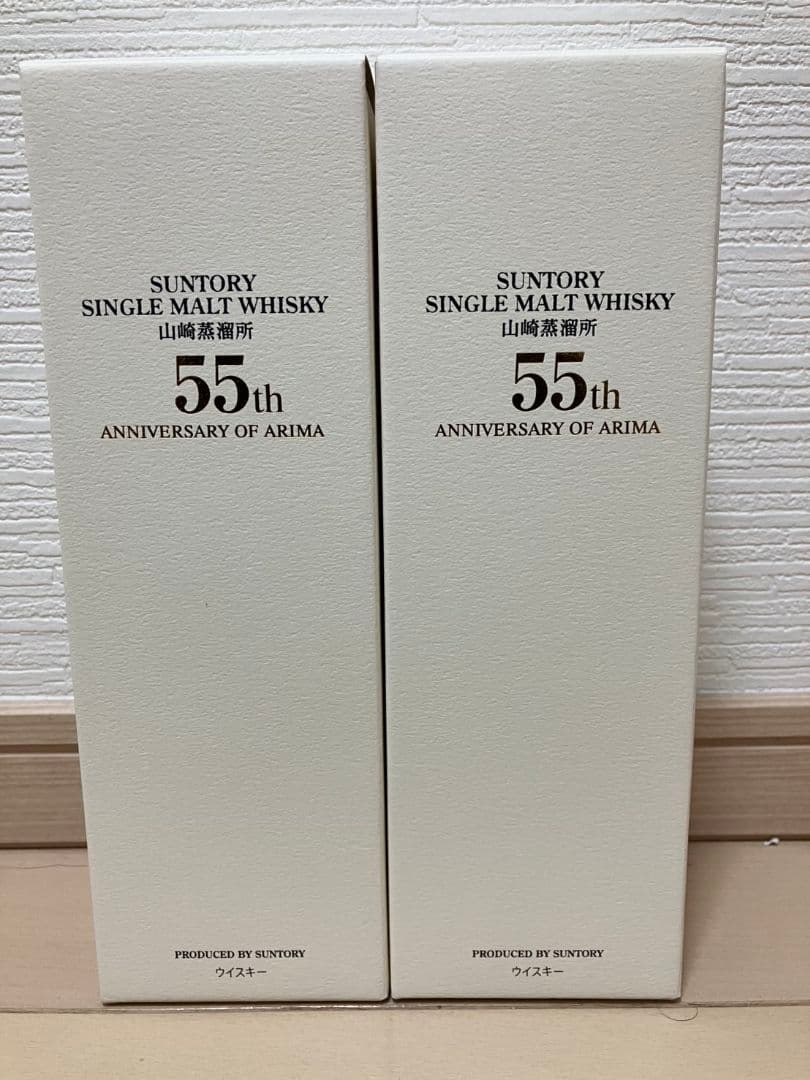 SUNTORY
SINGLE MALT WHISKY
山崎蒸溜所
55th
ANNIVERSARY OF ARIMA
PRODUCED BY SUNTORY
ウイスキー
SUNTORY
SINGLE MALT WHISKY
山崎蒸溜所
55th
ANNIVERSARY OF ARIMA
PRODUCED BY SUNTORY
ウイスキー